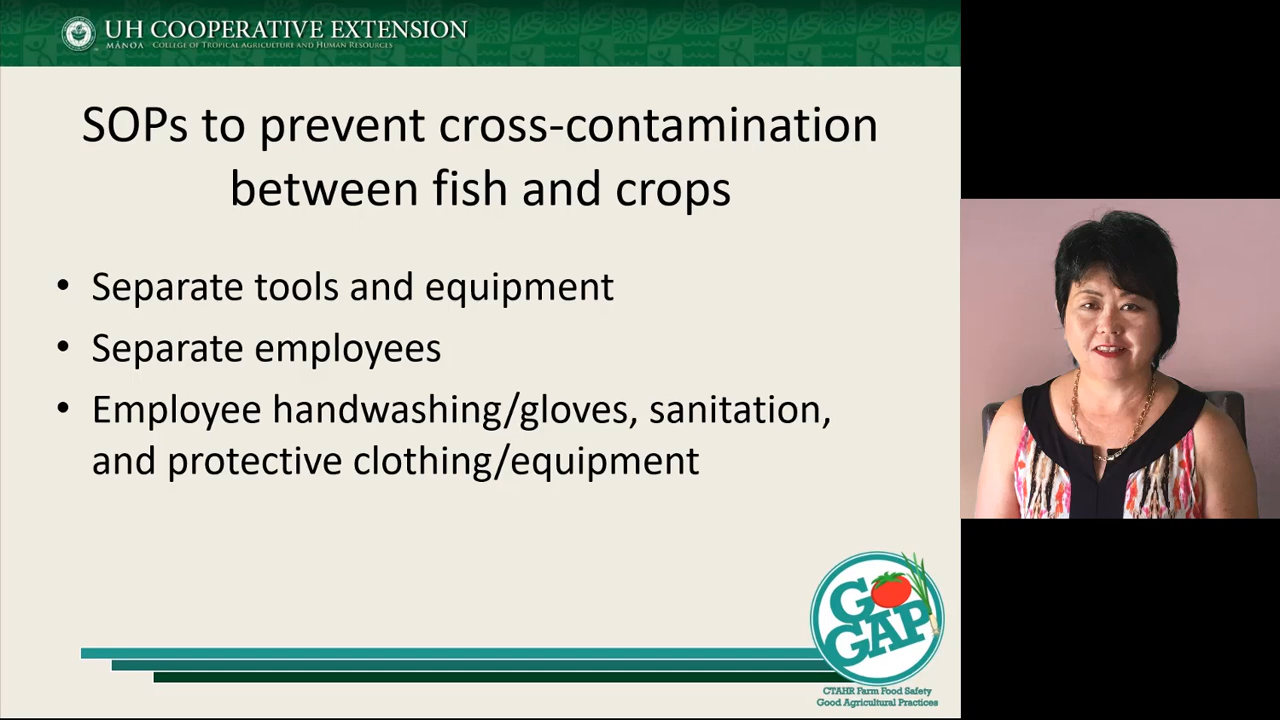 UH COOPERATIVE EXTENSION
MĀNOA COLLEGE OF TROPICAL AGRICULTURE AND HUMAN RESOURCES
SOPs to prevent cross-contamination
between fish and crops
• Separate tools and equipment
• Separate employees
• Employee handwashing/gloves, sanitation,
and protective clothing/equipment
GO
GAP
CTAHR Farm Food Safety
Good Agricultural Practices